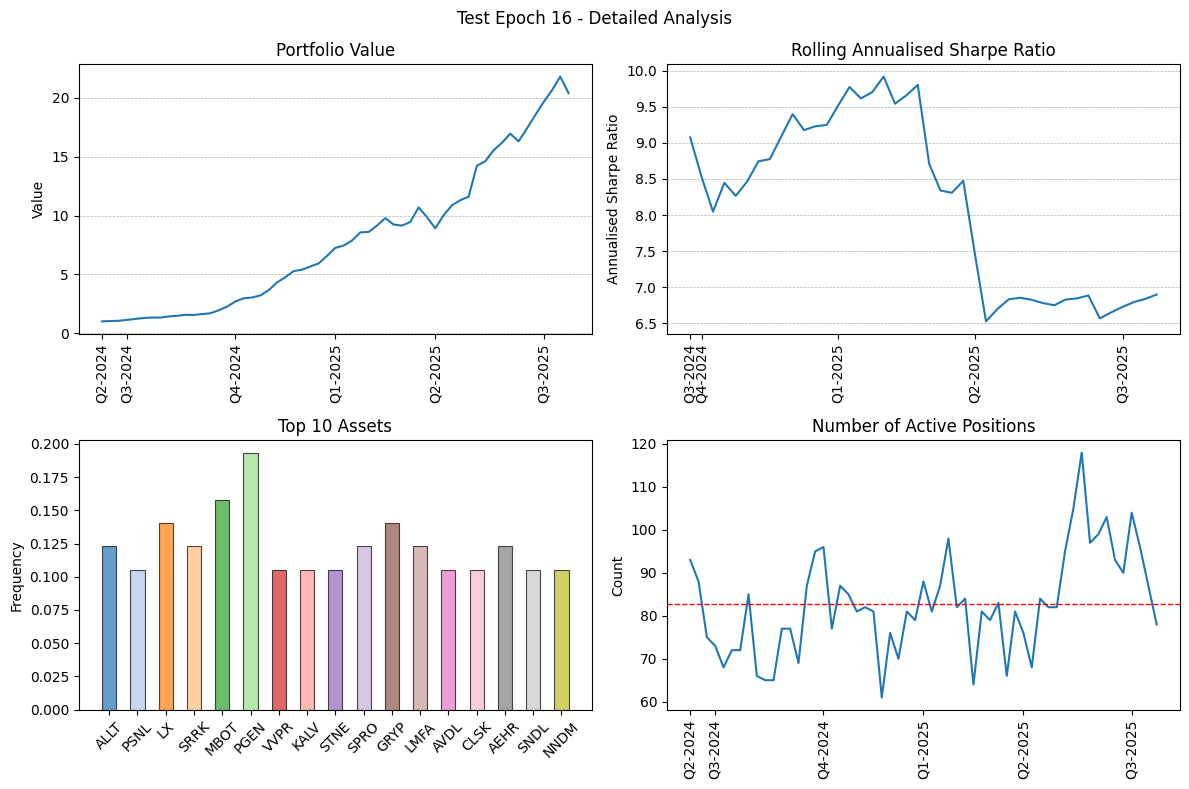 Test Epoch 16 - Detailed Analysis
Portfolio Value
Value
20
15
10
5
0
Q2-2024
Q3-2024
Q4-2024
Q1-2025
Q2-2025
Q3-2025
Rolling Annualised Sharpe Ratio
Annualised Sharpe Ratio
10.0
9.5
9.0
8.5
8.0
7.5
7.0
6.5
Q3-2024
Q4-2024
Q1-2025
Q2-2025
Q3-2025
Top 10 Assets
Frequency
0.200
0.175
0.150
0.125
0.100
0.075
0.050
0.025
0.000
ALLT
PSNL
LX
SRRK
MBOT
PGEN
VVPR
KALV
STNE
SPRO
GRYP
LMFA
AVDL
CLSK
AEHR
SNDL
NNDM
Number of Active Positions
Count
120
110
100
90
80
70
60
Q2-2024
Q3-2024
Q4-2024
Q1-2025
Q2-2025
Q3-2025